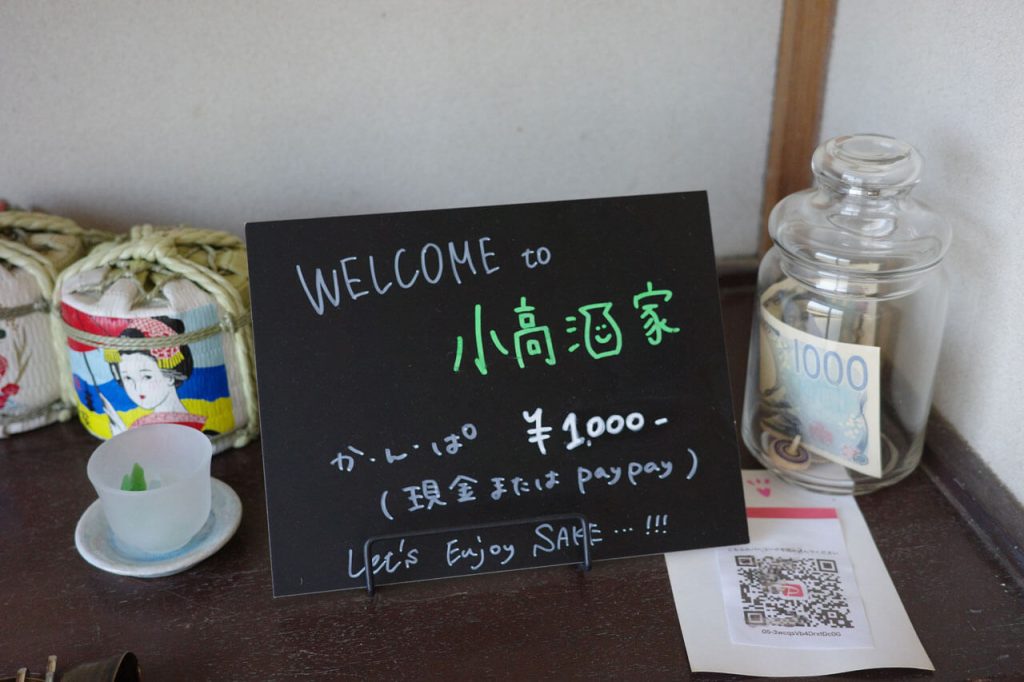 WELCOME to
小高酒家
か.ん.ぱ。 ¥1,000-
(現金または paypay)
Let's Enjoy SAKE…!!!
1000